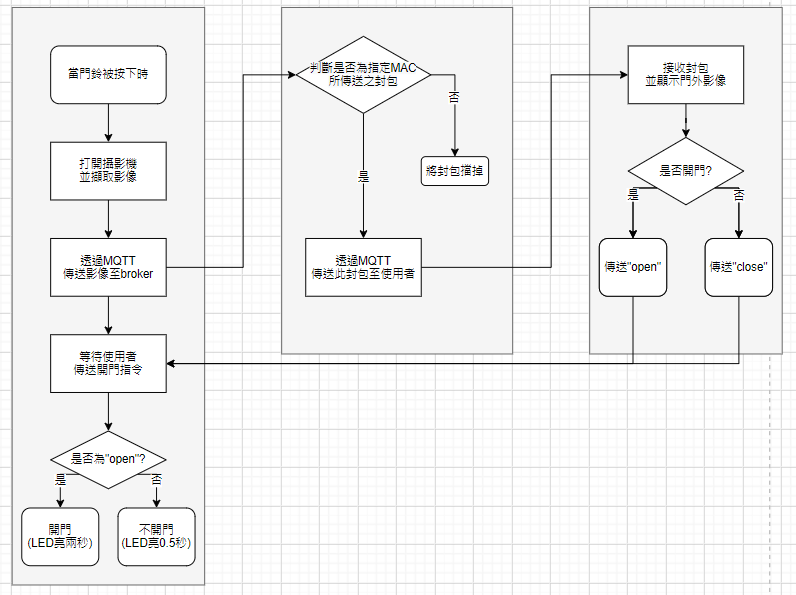 當門鈴被按下時
打開攝影機
並擷取影像
透過MQTT
傳送影像至broker
等待使用者
傳送開門指令
是否為"open"?
是
否
開門
(LED亮兩秒)
不開門
(LED亮0.5秒)
判斷是否為指定MAC
所傳送之封包
否
將封包擋掉
是
透過MQTT
傳送此封包至使用者
接收封包
並顯示門外影像
是否開門?
是
否
傳送"open"
傳送"close"